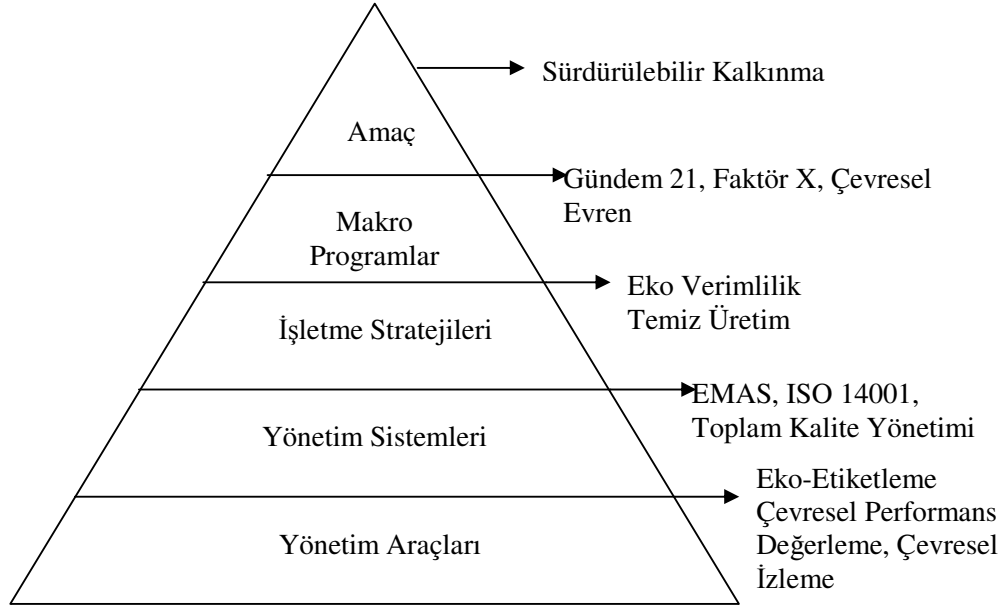 Sürdürülebilir Kalkınma
Amaç
Gündem 21, Faktör X, Çevresel
Evren
Makro
Programlar
Eko Verimlilik
Temiz Üretim
İşletme Stratejileri
EMAS, ISO 14001,
Toplam Kalite Yönetimi
Yönetim Sistemleri
Eko-Etiketleme
Çevresel Performans
Değerleme, Çevresel
İzleme
Yönetim Araçları